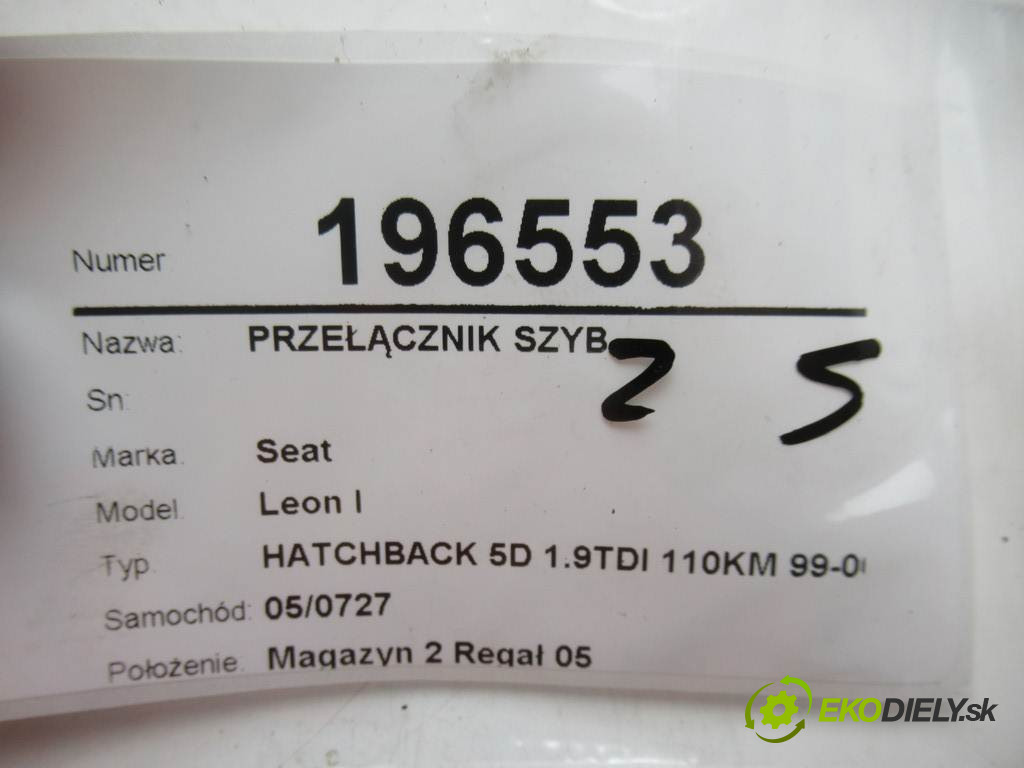 Numer 196553
Nazwa: PRZEŁĄCZNIK SZYB
2 5
Sn:
Marka. Seat
Model. Leon I
Typ HATCHBACK 5D 1.9TDI 110KM 99-0
Samochód: 05/0727
Położenie. Magazyn 2 Regał 05
EKODIELY.sk